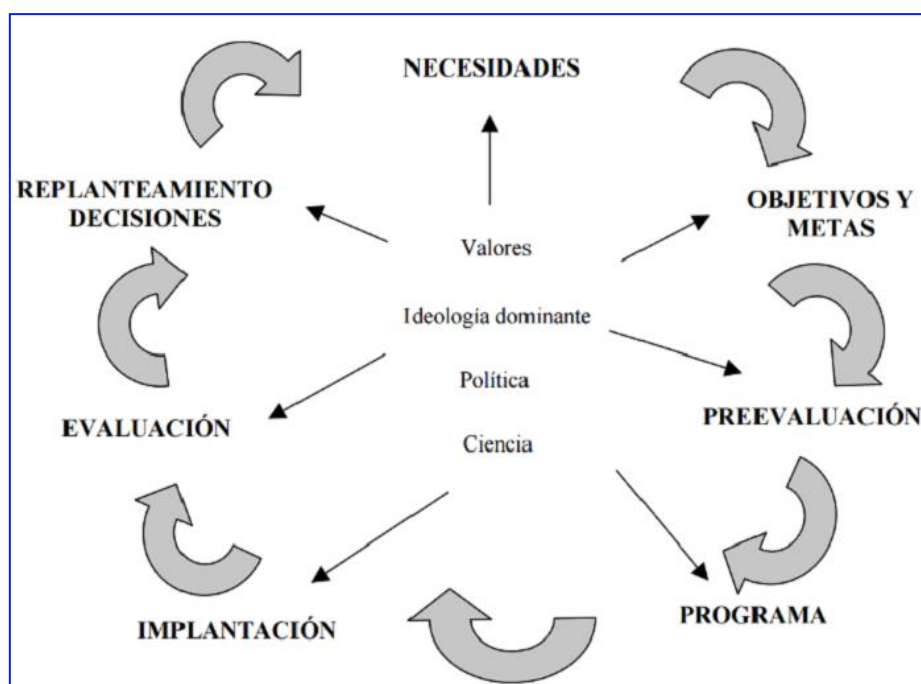 NECESIDADES
REPLANTEAMIENTO
DECISIONES
OBJETIVOS Y
METAS
Valores
Ideología dominante
Política
Ciencia
EVALUACIÓN
PREEVALUACIÓN
IMPLANTACIÓN
PROGRAMA